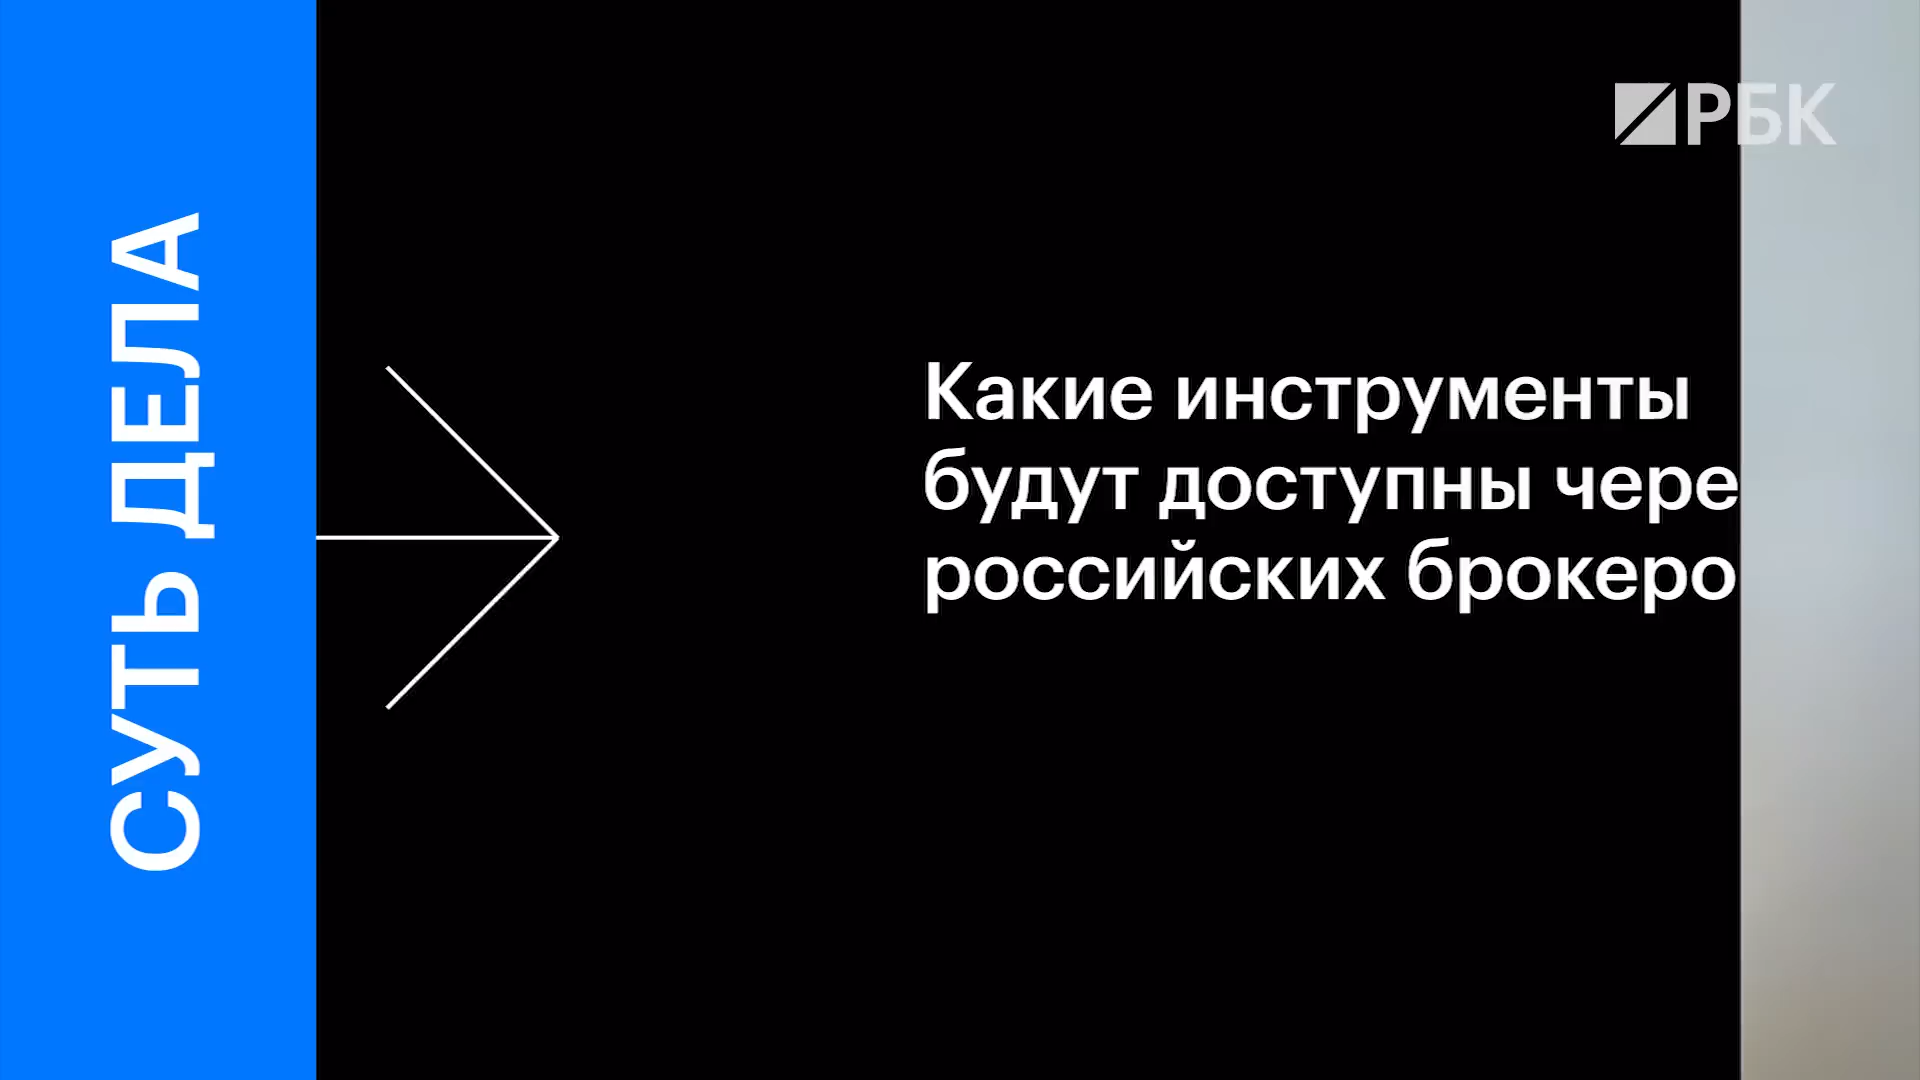 СУТЬ ДЕЛА
РБК
Какие инструменты
будут доступны чере
российских брокеро